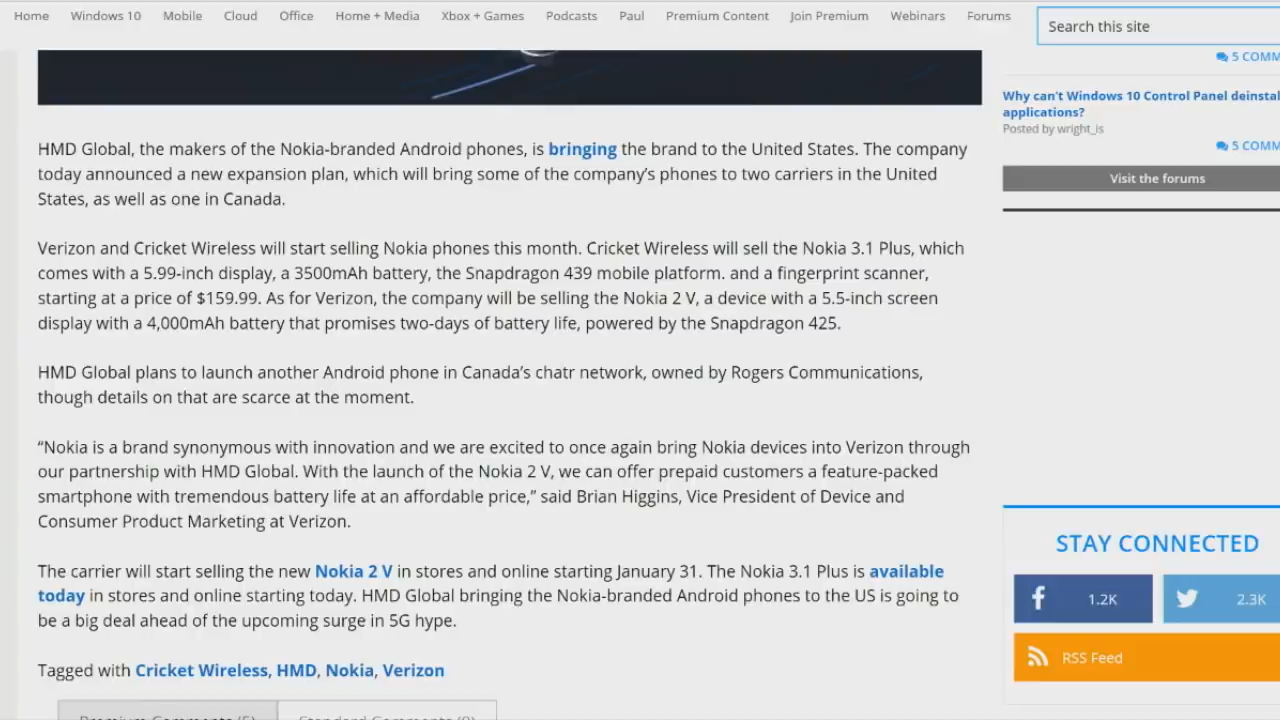 Home Windows 10 Mobile Cloud Office Home + Media Xbox + Games Podcasts Paul Premium Content Join Premium Webinars Forums
Search this site
HMD Global, the makers of the Nokia-branded Android phones, is bringing the brand to the United States. The company
today announced a new expansion plan, which will bring some of the company's phones to two carriers in the United
States, as well as one in Canada.
Verizon and Cricket Wireless will start selling Nokia phones this month. Cricket Wireless will sell the Nokia 3.1 Plus, which
comes with a 5.99-inch display, a 3500mAh battery, the Snapdragon 439 mobile platform. and a fingerprint scanner,
starting at a price of $159.99. As for Verizon, the company will be selling the Nokia 2 V, a device with a 5.5-inch screen
display with a 4,000mAh battery that promises two-days of battery life, powered by the Snapdragon 425.
HMD Global plans to launch another Android phone in Canada's chatr network, owned by Rogers Communications,
though details on that are scarce at the moment.
“Nokia is a brand synonymous with innovation and we are excited to once again bring Nokia devices into Verizon through
our partnership with HMD Global. With the launch of the Nokia 2 V, we can offer prepaid customers a feature-packed
smartphone with tremendous battery life at an affordable price,” said Brian Higgins, Vice President of Device and
Consumer Product Marketing at Verizon.
The carrier will start selling the new Nokia 2 V in stores and online starting January 31. The Nokia 3.1 Plus is available
today in stores and online starting today. HMD Global bringing the Nokia-branded Android phones to the US is going to
be a big deal ahead of the upcoming surge in 5G hype.
Tagged with Cricket Wireless, HMD, Nokia, Verizon
5 COMM
Why can't Windows 10 Control Panel deinstal
applications?
Posted by wright_is
5 COMM
Visit the forums
STAY CONNECTED
1.2K
2.3K
RSS Feed